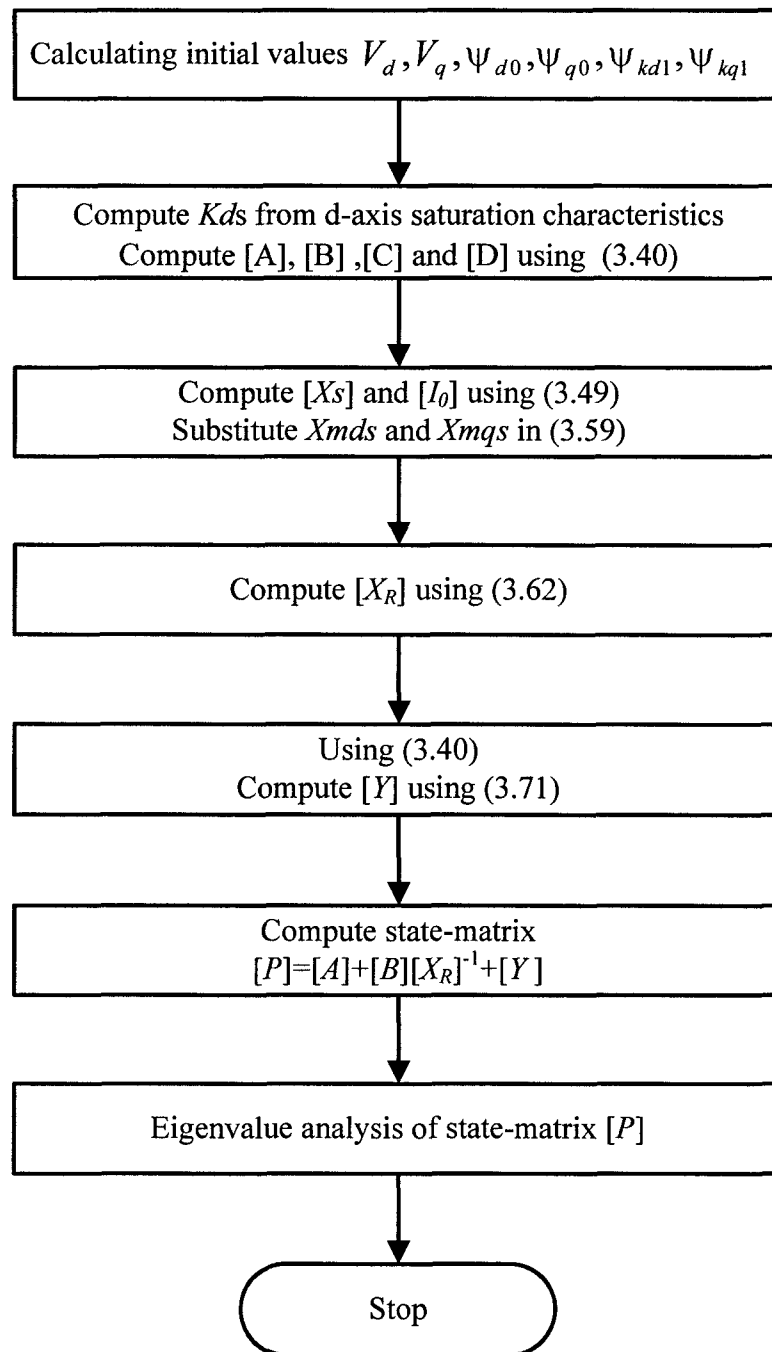 Calculating initial values V_d, V_q, Ψ_d0, Ψ_q0, Ψ_kd1, Ψ_kq1
Compute Kds from d-axis saturation characteristics
Compute [A], [B] ,[C] and [D] using (3.40)
Compute [Xs] and [I_0] using (3.49)
Substitute Xmds and Xmqs in (3.59)
Compute [X_R] using (3.62)
Using (3.40)
Compute [Y] using (3.71)
Compute state-matrix
[P]=[A]+[B][X_R]^-1+[Y]
Eigenvalue analysis of state-matrix [P]
Stop